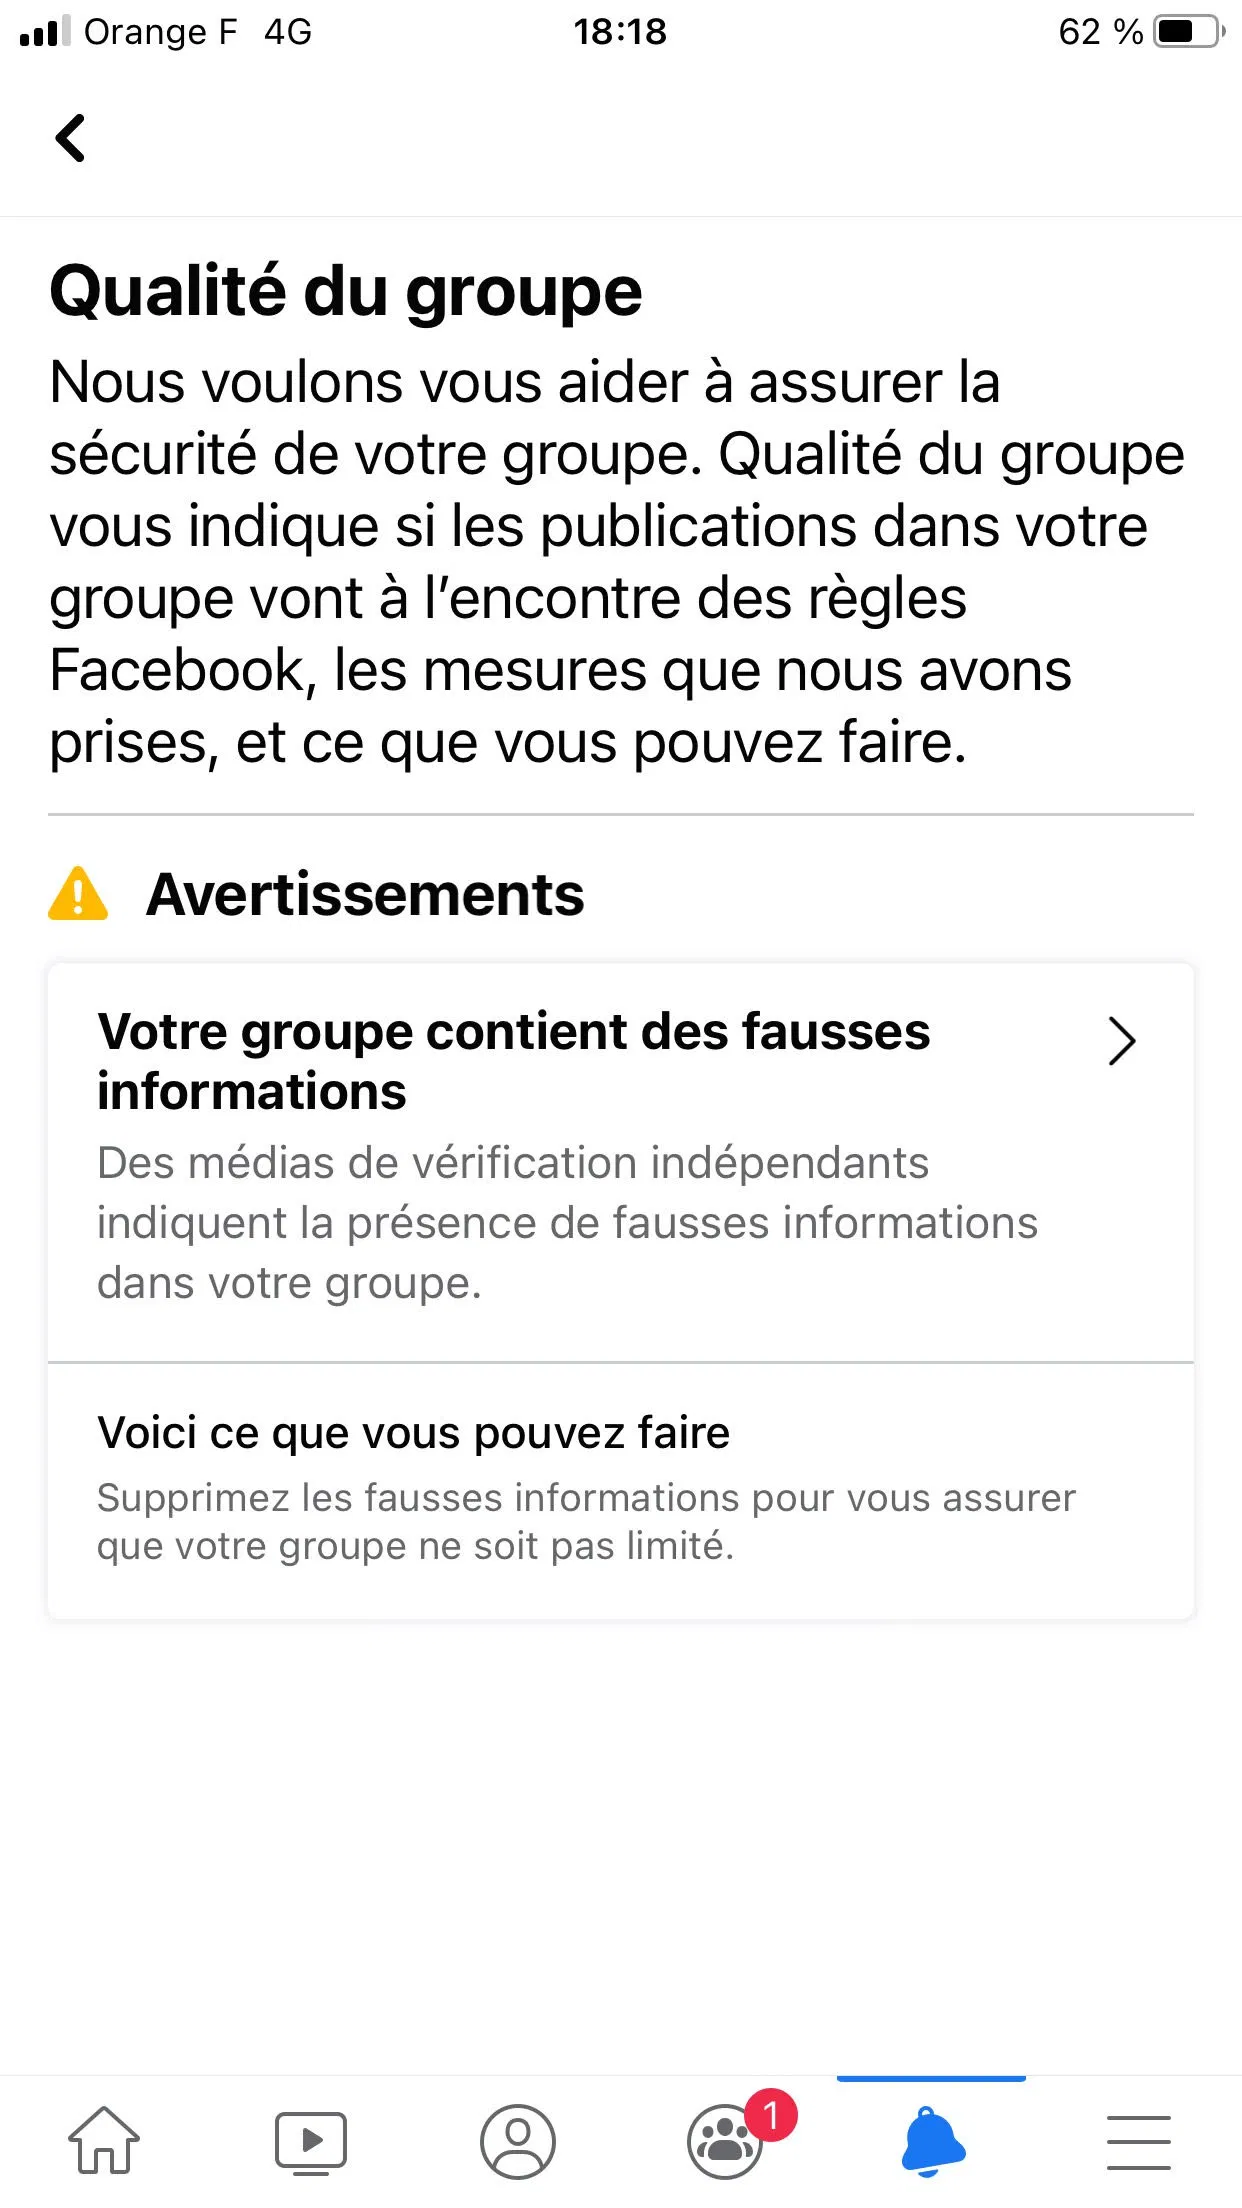 Orange F 4G 18:18 62 %
Qualité du groupe
Nous voulons vous aider à assurer la
sécurité de votre groupe. Qualité du groupe
vous indique si les publications dans votre
groupe vont à l’encontre des règles
Facebook, les mesures que nous avons
prises, et ce que vous pouvez faire.
Avertissements
Votre groupe contient des fausses
informations
Des médias de vérification indépendants
indiquent la présence de fausses informations
dans votre groupe.
Voici ce que vous pouvez faire
Supprimez les fausses informations pour vous assurer
que votre groupe ne soit pas limité.
1